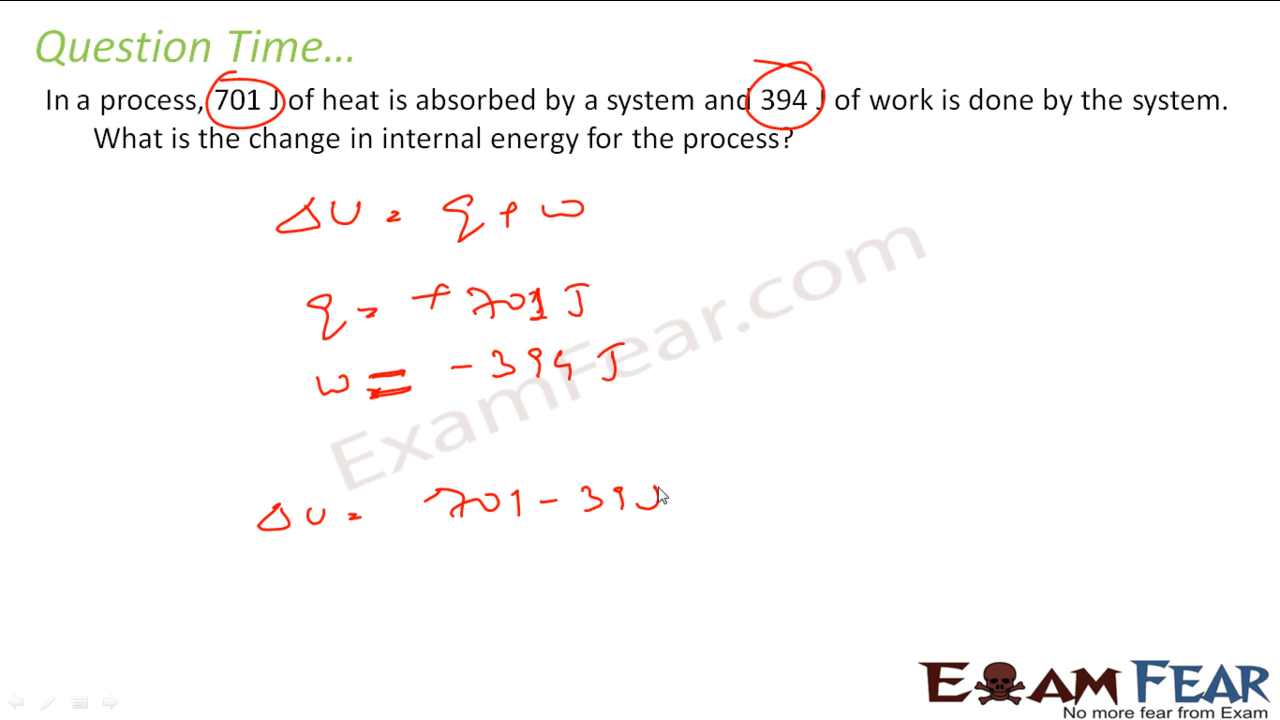 Question Time...
In a process, 701 J of heat is absorbed by a system and 394 J of work is done by the system.
What is the change in internal energy for the process?
ΔU = q + w
q = + 701 J
w = - 394 J
ΔU = 701 - 39
ExamFear.com
EXAM FEAR
No more fear from Exam